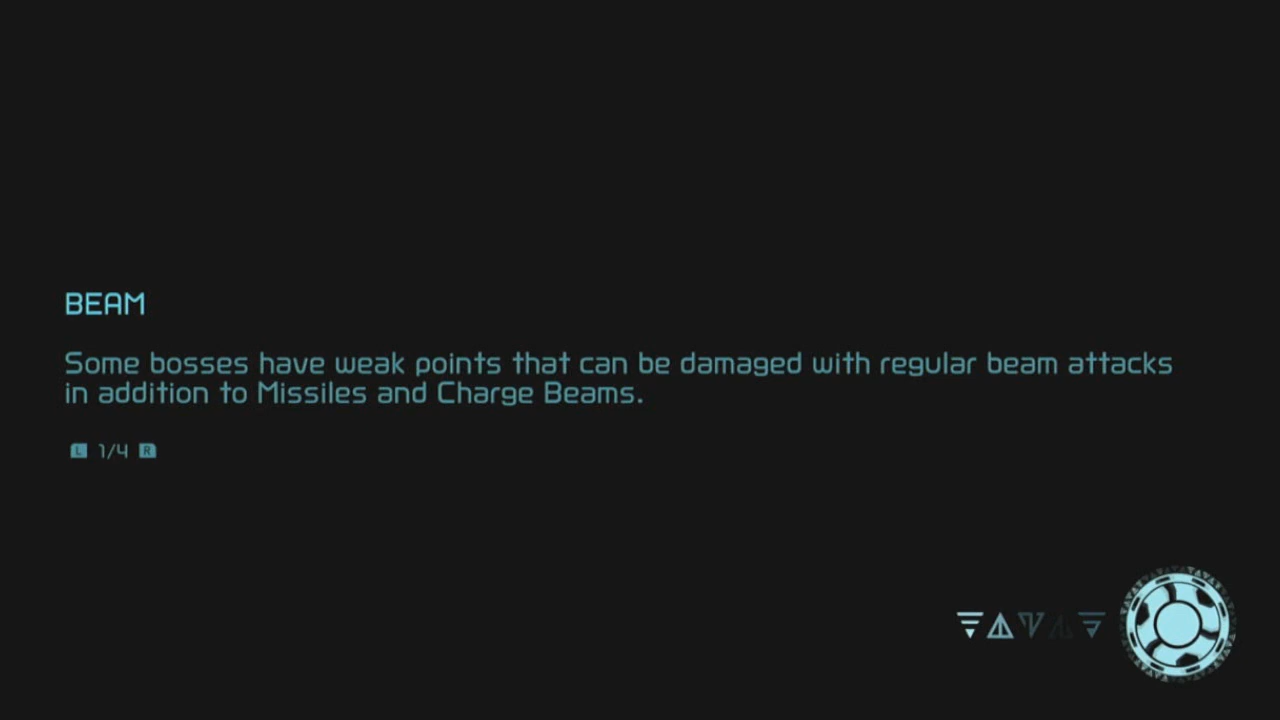 BEAM
Some bosses have weak points that can be damaged with regular beam attacks
in addition to Missiles and Charge Beams.
L 1/4 R